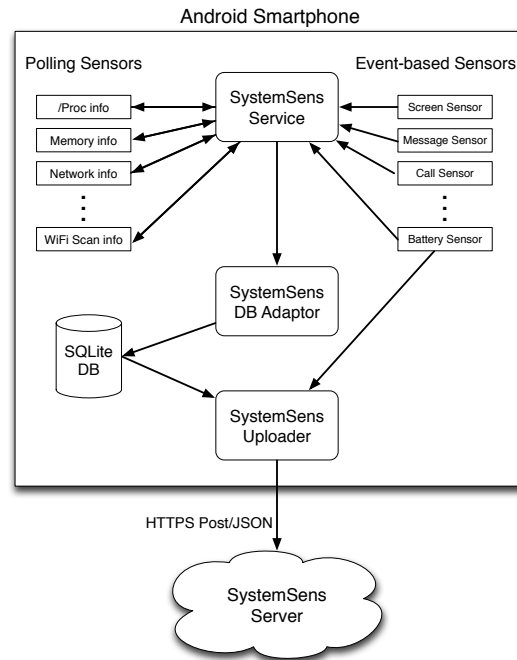 Android Smartphone
Polling Sensors
Event-based Sensors
/Proc info
Memory info
Network info
WiFi Scan info
SystemSens
Service
Screen Sensor
Message Sensor
Call Sensor
Battery Sensor
SystemSens
DB Adaptor
SQLite
DB
SystemSens
Uploader
HTTPS Post/JSON
SystemSens
Server